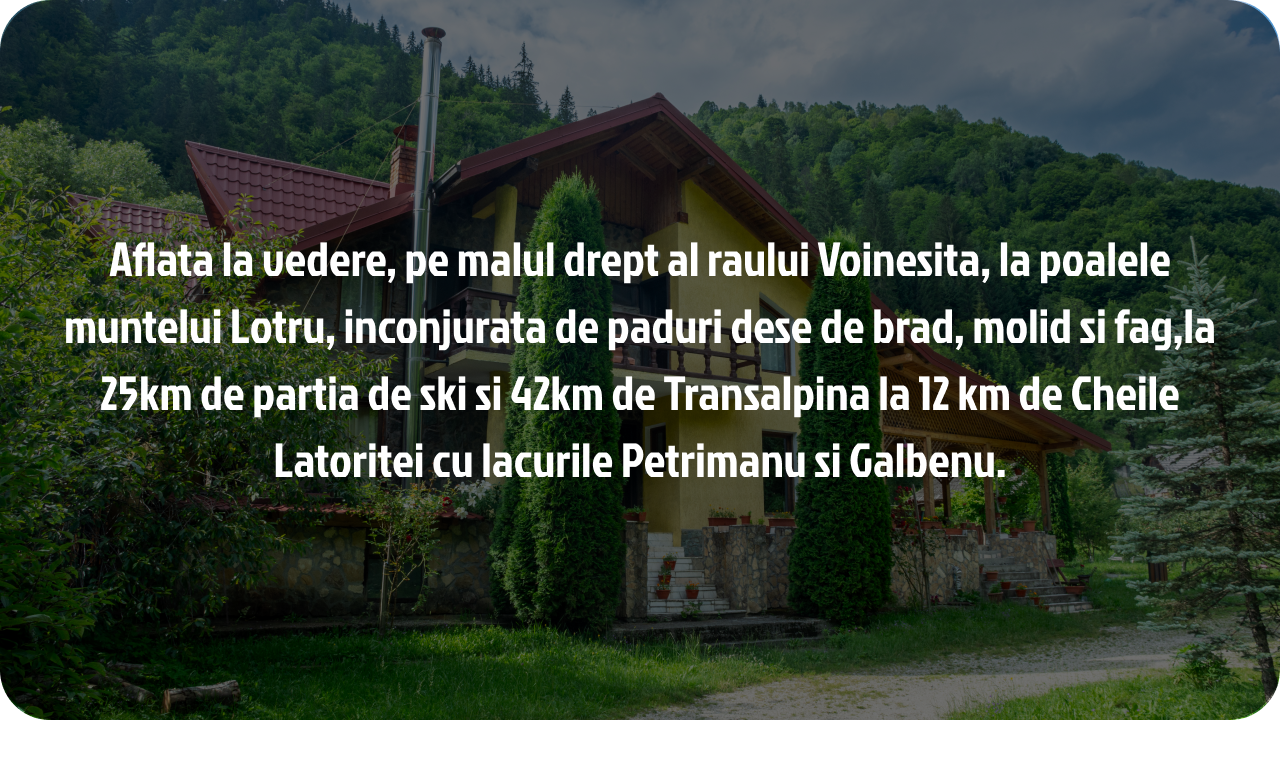 Aflata la vedere, pe malul drept al raului Voinesita, la poalele
muntelui Lotru, inconjurata de paduri dese de brad, molid si fag,la
25km de partia de ski si 42km de Transalpina la 12 km de Cheile
Latoritei cu lacurile Petrimanu si Galbenu.